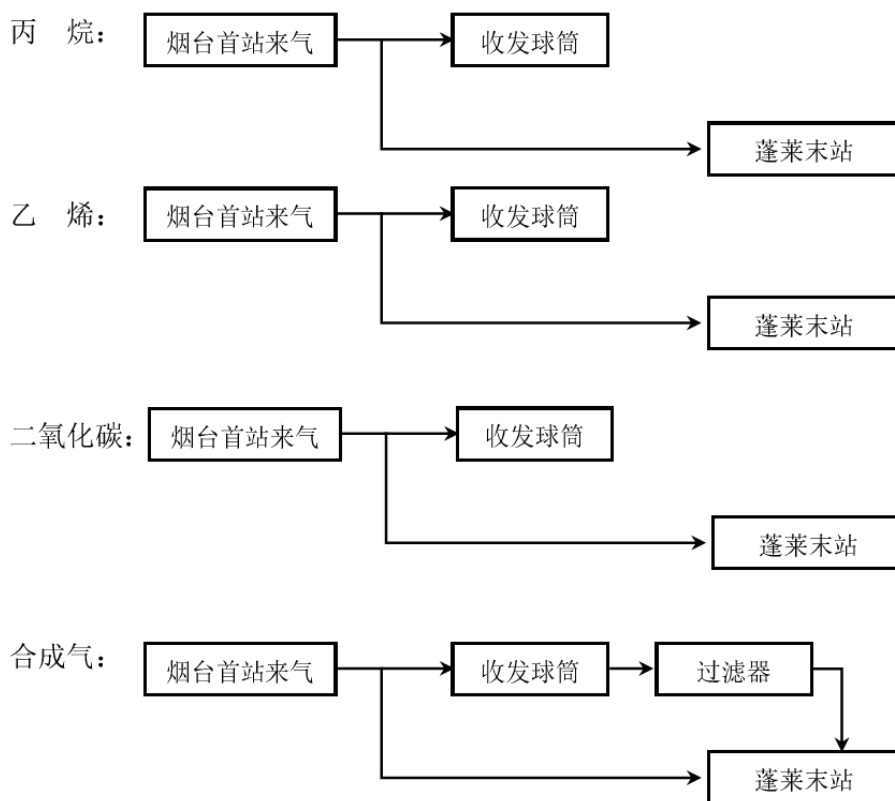 丙　烷： 烟台首站来气 收发球筒
蓬莱末站
乙　烯： 烟台首站来气 收发球筒
蓬莱末站
二氧化碳： 烟台首站来气 收发球筒
蓬莱末站
合成气： 烟台首站来气 收发球筒 过滤器
蓬莱末站